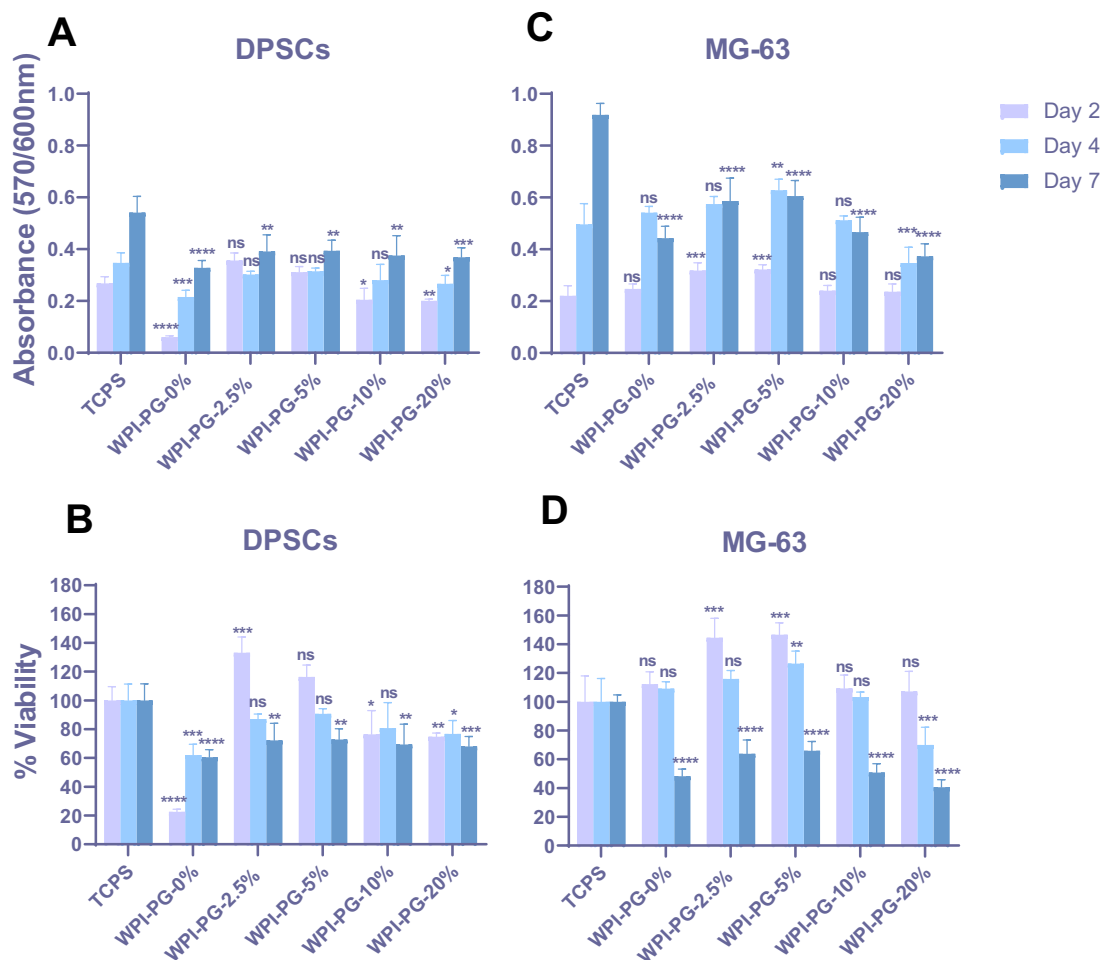 A
DPSCs
Absorbance (570/600nm)
1.0
0.8
0.6
0.4
0.2
0.0
**** *** ****
ns ns **
ns ns **
* ns **
** * ***
TCPS
WPI-PG-0%
WPI-PG-2.5%
WPI-PG-5%
WPI-PG-10%
WPI-PG-20%
C
MG-63
1.0
0.8
0.6
0.4
0.2
0.0
ns ns ****
*** ns ****
*** ** ****
ns ns ****
ns *** ****
TCPS
WPI-PG-0%
WPI-PG-2.5%
WPI-PG-5%
WPI-PG-10%
WPI-PG-20%
Day 2
Day 4
Day 7
B
DPSCs
% Viability
180
160
140
120
100
80
60
40
20
0
**** *** ****
*** ns **
ns ns **
* ns **
** * ***
TCPS
WPI-PG-0%
WPI-PG-2.5%
WPI-PG-5%
WPI-PG-10%
WPI-PG-20%
D
MG-63
180
160
140
120
100
80
60
40
20
0
ns ns ****
*** ns ****
*** ** ****
ns ns ****
ns *** ****
TCPS
WPI-PG-0%
WPI-PG-2.5%
WPI-PG-5%
WPI-PG-10%
WPI-PG-20%